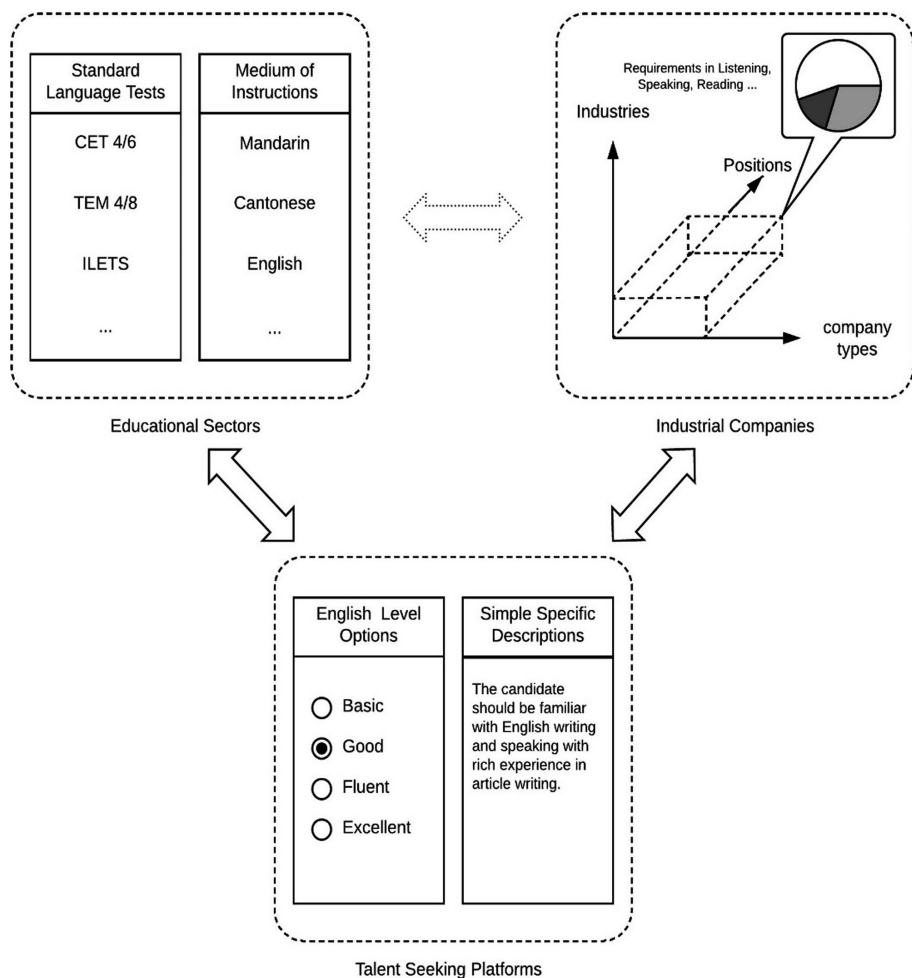 Standard
Language Tests
CET 4/6
TEM 4/8
ILETS
...
Medium of
Instructions
Mandarin
Cantonese
English
...
Educational Sectors
Requirements in Listening,
Speaking, Reading ...
Industries
Positions
company
types
Industrial Companies
English Level
Options
Basic
Good
Fluent
Excellent
Simple Specific
Descriptions
The candidate
should be familiar
with English writing
and speaking with
rich experience in
article writing.
Talent Seeking Platforms